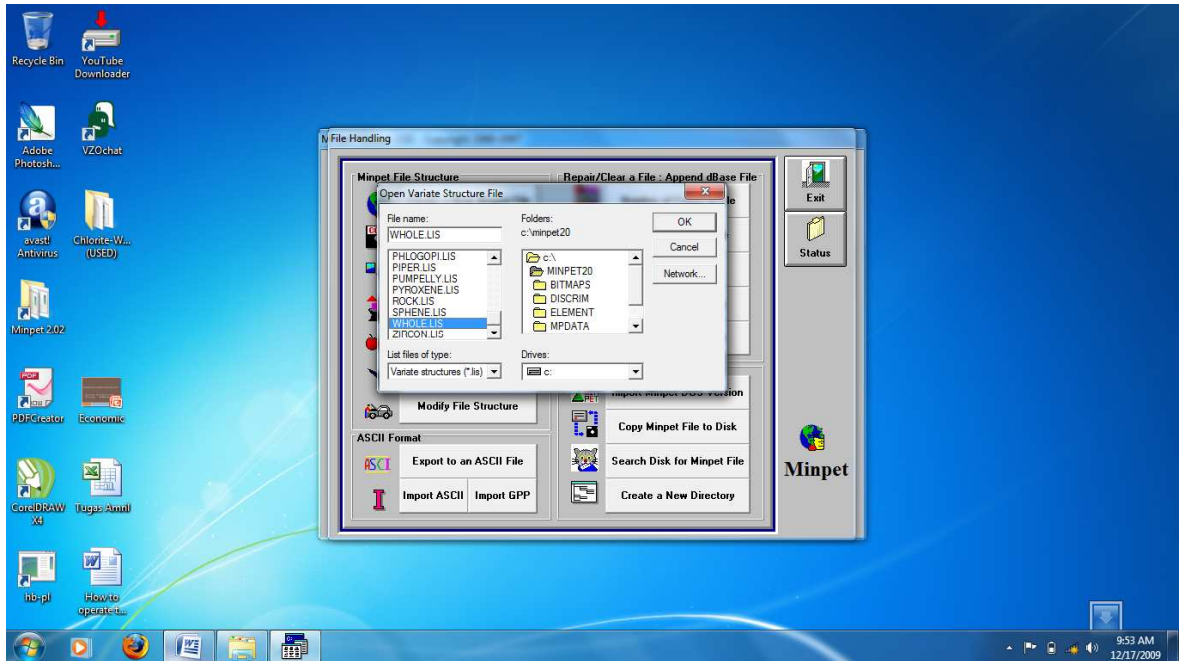 Recycle Bin
YouTube
Downloader
Adobe
Photosh...
VZOchat
avast!
Antivirus
Chlorite-W...
(USED)
Minpet 2.02
PDFCreator
Economic
CorelDRAW
X4
Tugas Amril
hb-pl
How to
operate t...
File Handling
Minpet File Structure
Repair/Clear a File : Append dBase File
Open Variate Structure File
File name:
WHOLE.LIS
PHLOGOPI.LIS
PIPER.LIS
PUMPELLY.LIS
PYROXENE.LIS
ROCK.LIS
SPHENE.LIS
WHOLE.LIS
ZIRCON.LIS
List files of type:
Variate structures (*.lis)
Folders:
c:\minpet20
c:\
MINPET20
BITMAPS
DISCRIM
ELEMENT
MPDATA
Drives:
c:
OK
Cancel
Network...
Exit
Status
Modify File Structure
Import Minpet DOS Version
Copy Minpet File to Disk
ASCII Format
ASCI
Export to an ASCII File
Search Disk for Minpet File
Import ASCII
Import GPP
Create a New Directory
Minpet
9:53 AM
12/17/2009